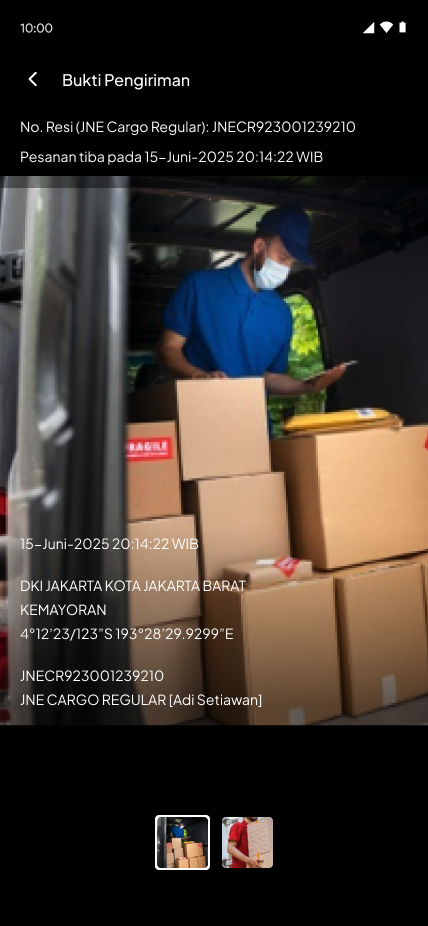 10:00
Bukti Pengiriman
No. Resi (JNE Cargo Regular): JNECR923001239210
Pesanan tiba pada 15-Juni-2025 20:14:22 WIB
FRAGILE
15-Juni-2025 20:14:22 WIB
DKI JAKARTA KOTA JAKARTA BARAT
KEMAYORAN
4°12'23/123”S 193°28'29.9299”E
JNECR923001239210
JNE CARGO REGULAR [Adi Setiawan]